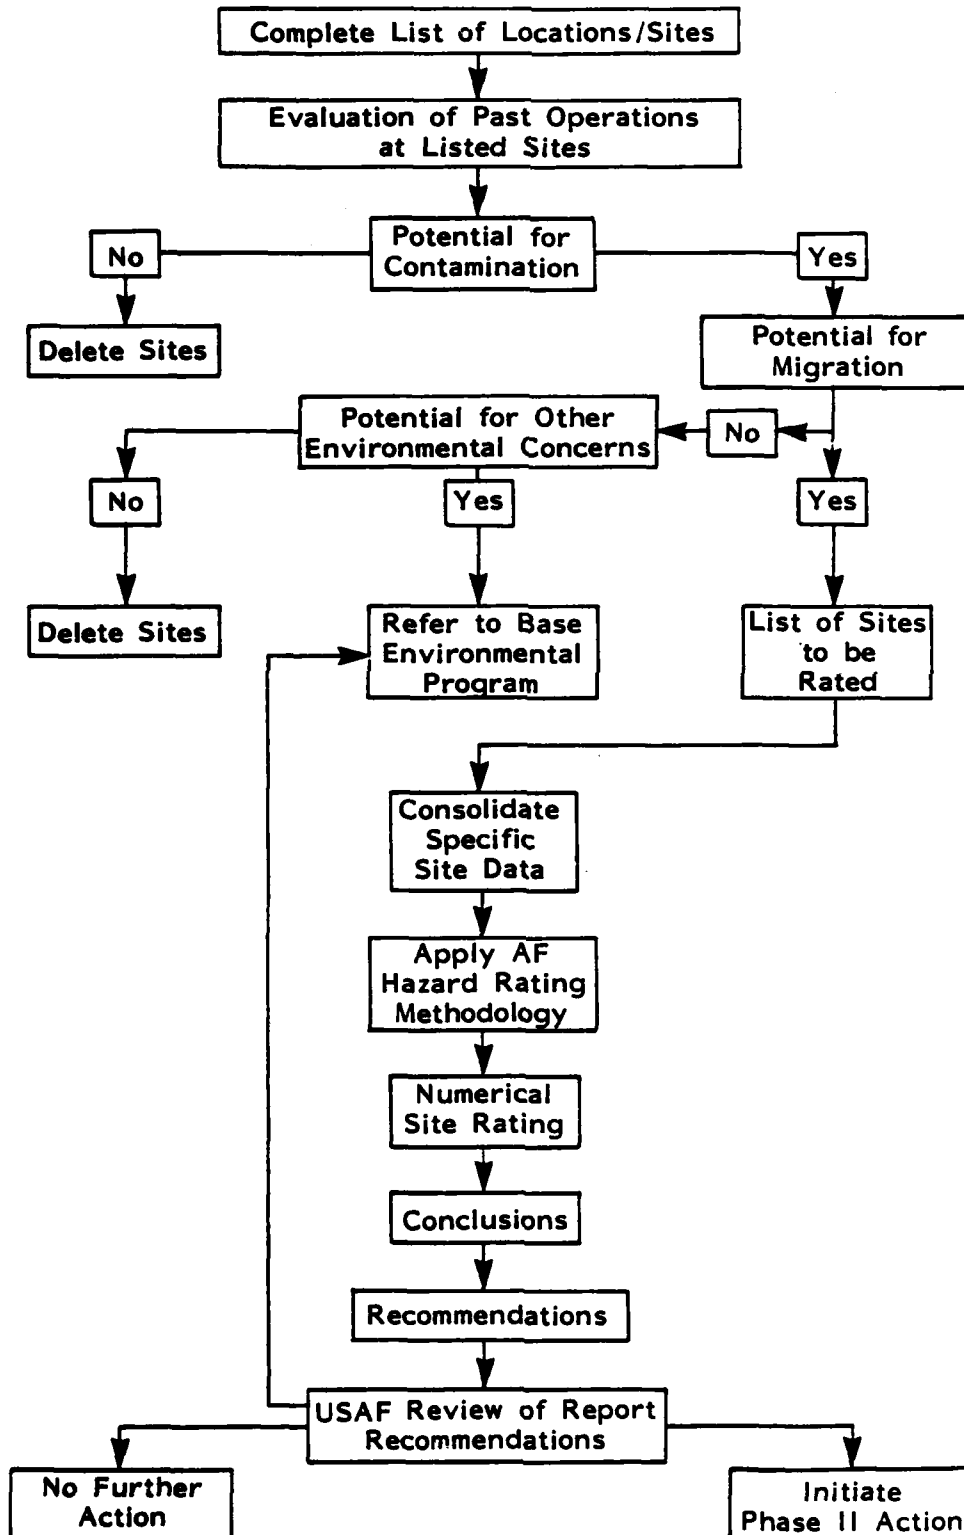 Complete List of Locations/Sites
Evaluation of Past Operations
at Listed Sites
Potential for
Contamination
No
Yes
Delete Sites
Potential for
Migration
Potential for Other
Environmental Concerns
No
No
Yes
Yes
Delete Sites
Refer to Base
Environmental
Program
List of Sites
to be
Rated
Consolidate
Specific
Site Data
Apply AF
Hazard Rating
Methodology
Numerical
Site Rating
Conclusions
Recommendations
USAF Review of Report
Recommendations
No Further
Action
Initiate
Phase II Action